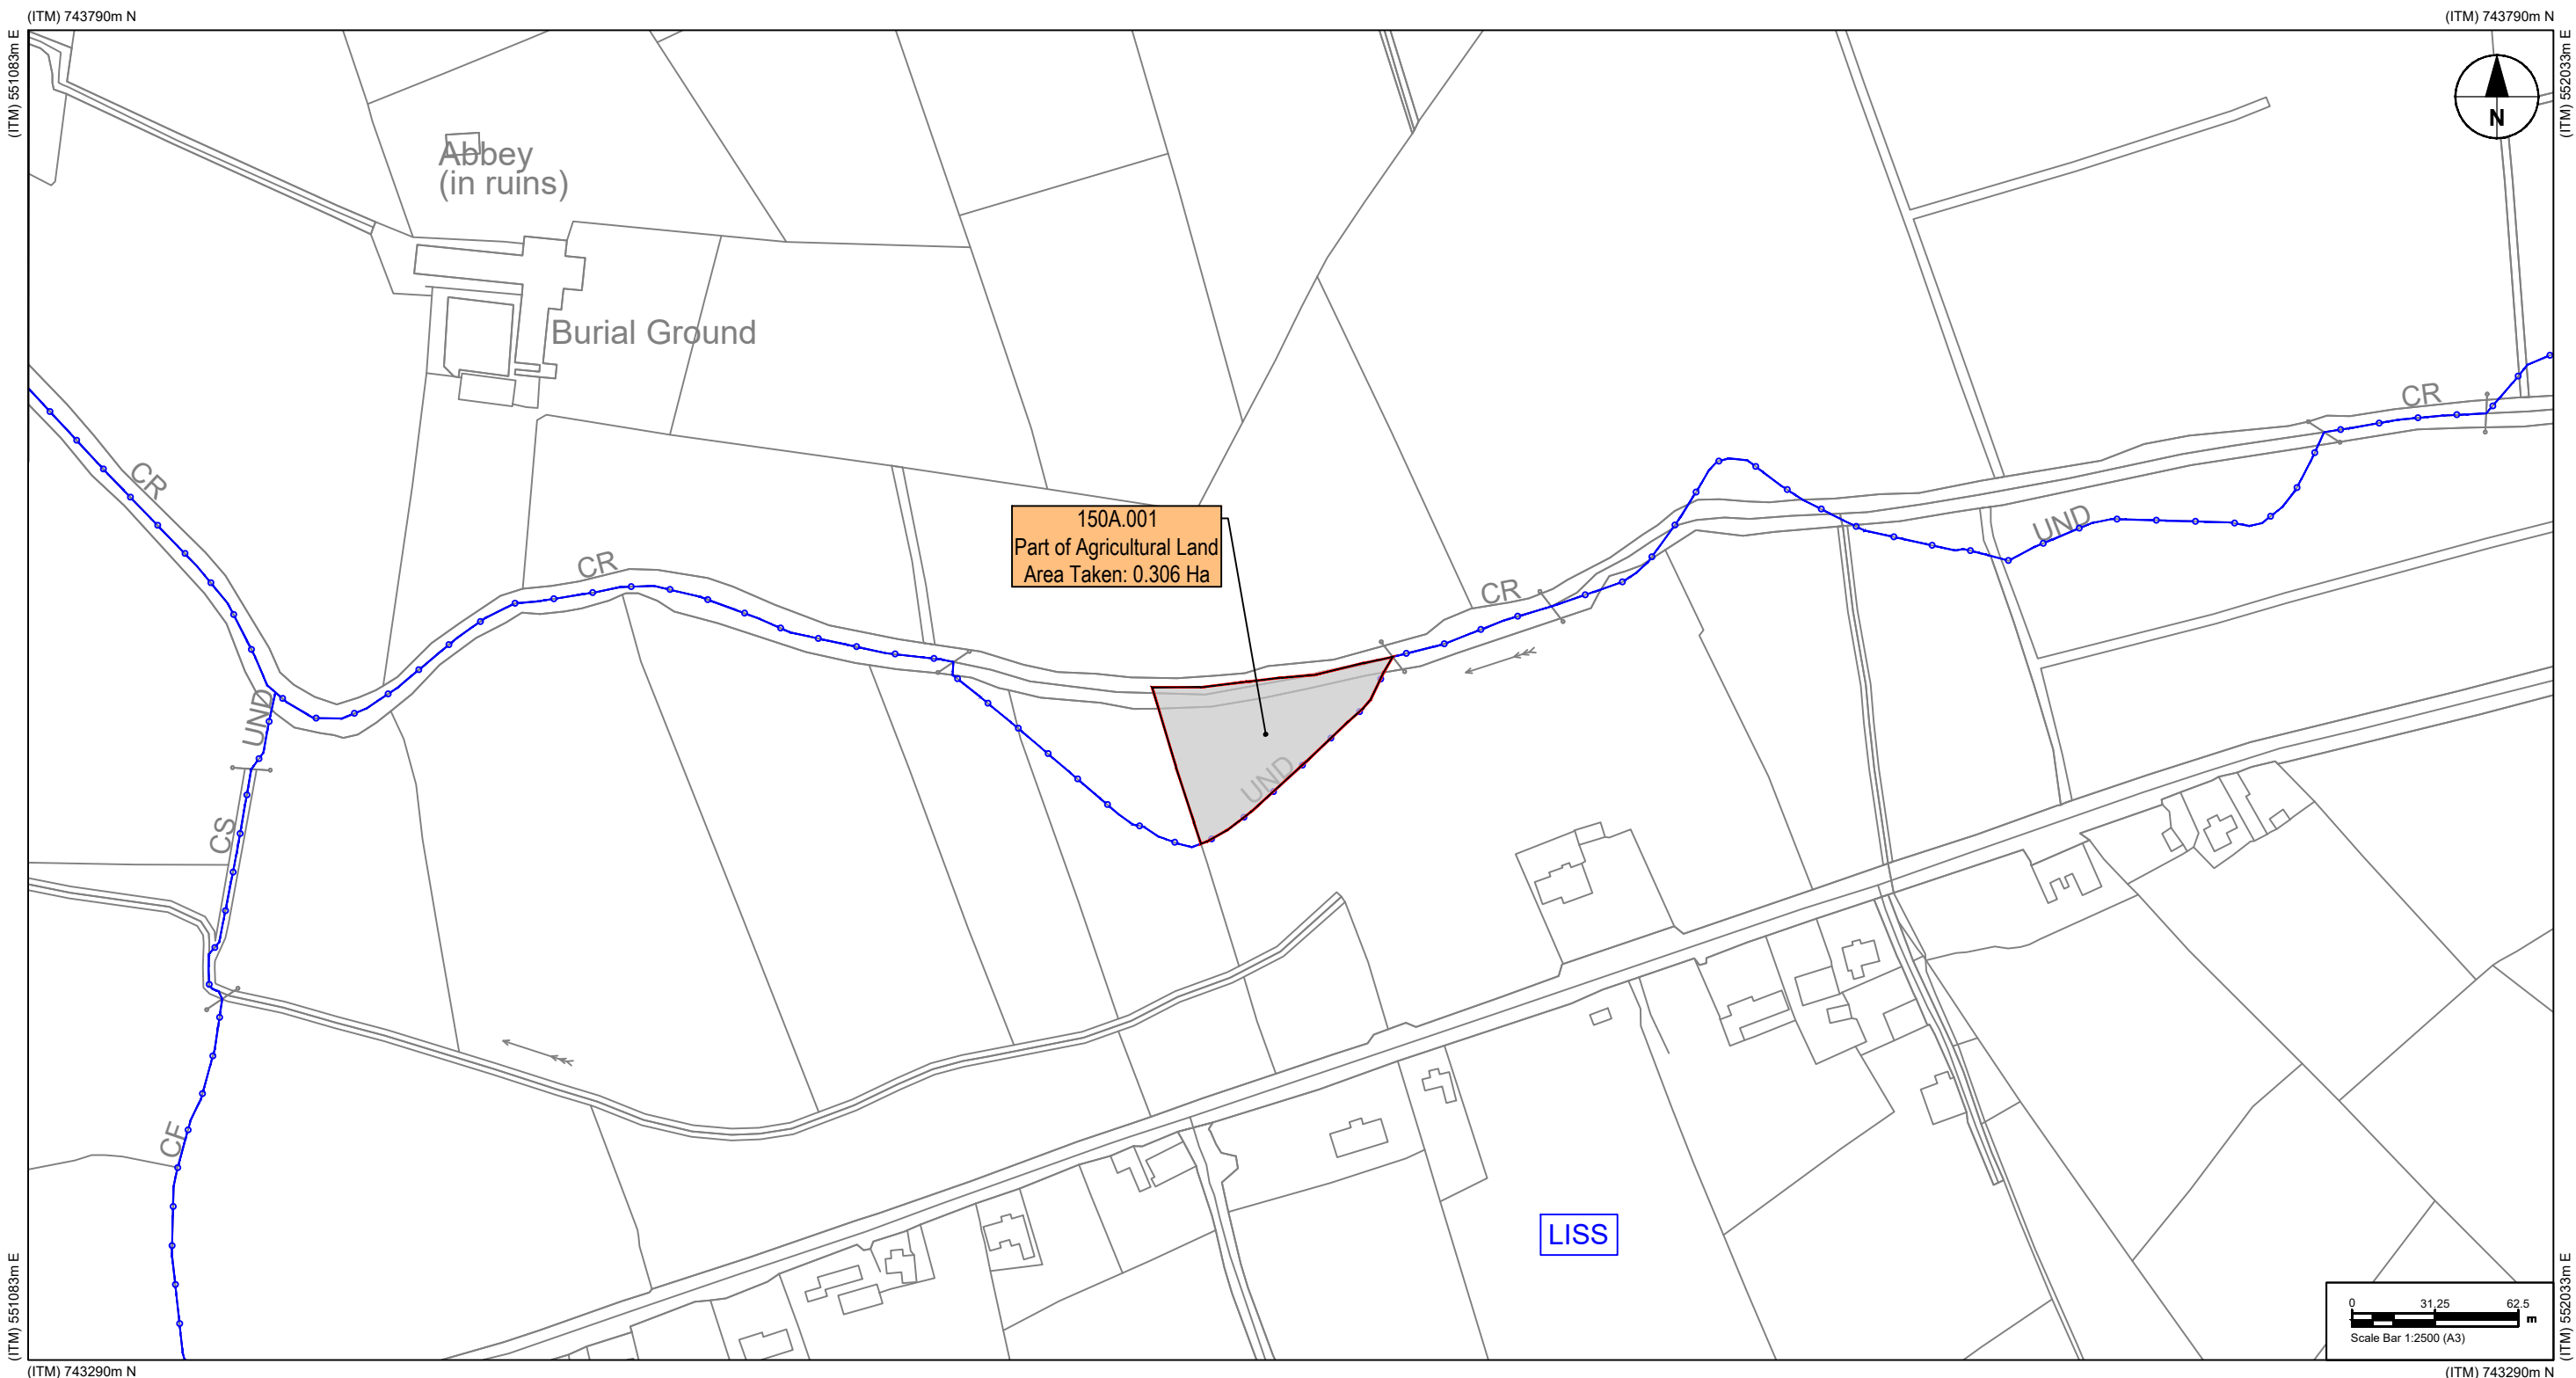 (ITM) 743790m N
(ITM) 743790m N
(ITM) 551083m E
(ITM) 552033m E
N
Abbey
(in ruins)
Burial Ground
CR
CR
CR
CR
UND
150A.001
Part of Agricultural Land
Area Taken: 0.306 Ha
UND
UND
CS
CF
LISS
0 31.25 62.5
m
Scale Bar 1:2500 (A3)
(ITM) 551083m E
(ITM) 552033m E
(ITM) 743290m N
(ITM) 743290m N